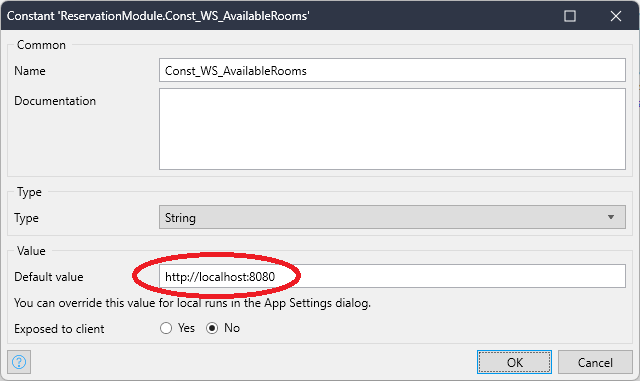 Constant 'ReservationModule.Const_WS_AvailableRooms'
Common
Name Const_WS_AvailableRooms
Documentation
Type
Type String
Value
Default value http://localhost:8080
You can override this value for local runs in the App Settings dialog.
Exposed to client Yes No
? OK Cancel